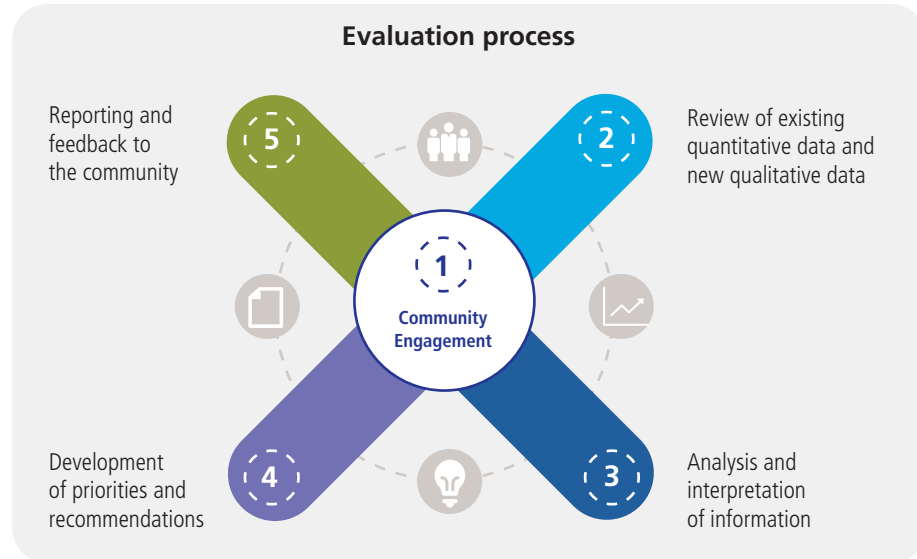 Evaluation process
1
Community
Engagement
2
Review of existing
quantitative data and
new qualitative data
3
Analysis and
interpretation
of information
4
Development
of priorities and
recommendations
5
Reporting and
feedback to
the community